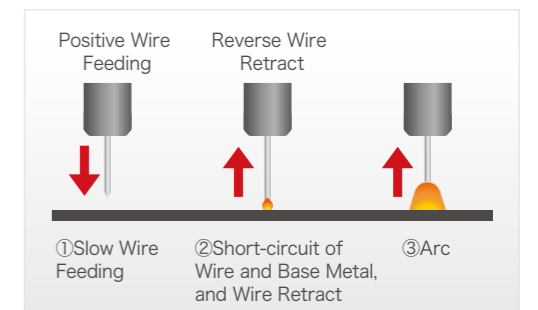 Positive Wire
Feeding
Reverse Wire
Retract
①Slow Wire
Feeding
②Short-circuit of
Wire and Base Metal,
and Wire Retract
③Arc